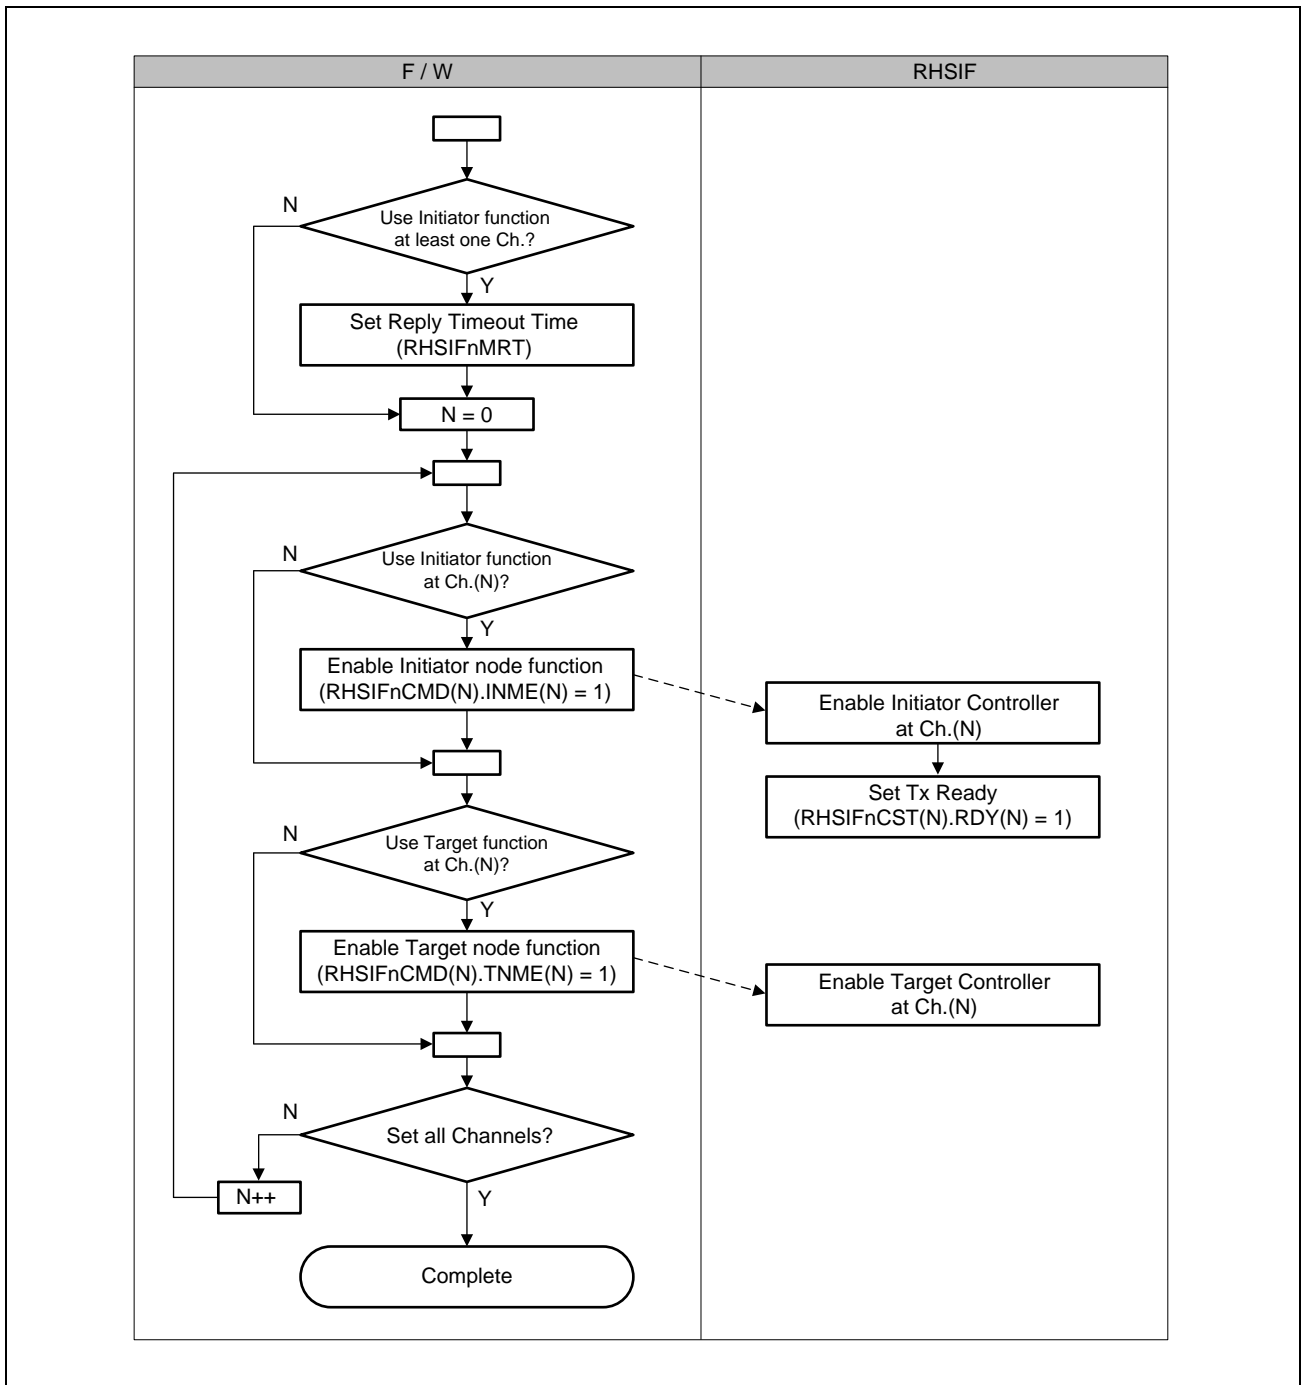 F / W
RHSIF
Use Initiator function
at least one Ch.?
N
Y
Set Reply Timeout Time
(RHSIFnMRT)
N = 0
Use Initiator function
at Ch.(N)?
N
Y
Enable Initiator node function
(RHSIFnCMD(N).INME(N) = 1)
Enable Initiator Controller
at Ch.(N)
Set Tx Ready
(RHSIFnCST(N).RDY(N) = 1)
Use Target function
at Ch.(N)?
N
Y
Enable Target node function
(RHSIFnCMD(N).TNME(N) = 1)
Enable Target Controller
at Ch.(N)
Set all Channels?
N
Y
N++
Complete